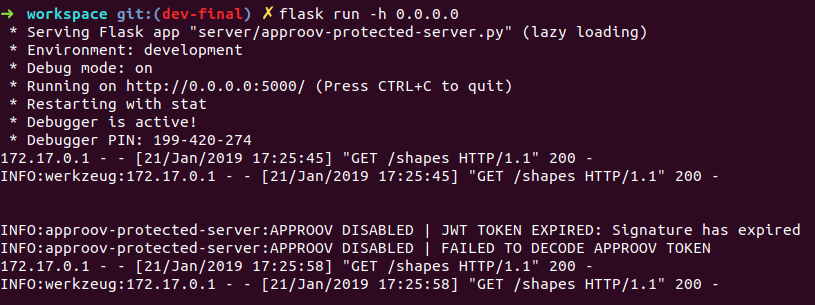 ➜ workspace git:(dev-final) ✗ flask run -h 0.0.0.0
* Serving Flask app "server/approov-protected-server.py" (lazy loading)
* Environment: development
* Debug mode: on
* Running on http://0.0.0.0:5000/ (Press CTRL+C to quit)
* Restarting with stat
* Debugger is active!
* Debugger PIN: 199-420-274
172.17.0.1 - - [21/Jan/2019 17:25:45] "GET /shapes HTTP/1.1" 200 -
INFO:werkzeug:172.17.0.1 - - [21/Jan/2019 17:25:45] "GET /shapes HTTP/1.1" 200 -
INFO:approov-protected-server:APPROOV DISABLED | JWT TOKEN EXPIRED: Signature has expired
INFO:approov-protected-server:APPROOV DISABLED | FAILED TO DECODE APPROOV TOKEN
172.17.0.1 - - [21/Jan/2019 17:25:58] "GET /shapes HTTP/1.1" 200 -
INFO:werkzeug:172.17.0.1 - - [21/Jan/2019 17:25:58] "GET /shapes HTTP/1.1" 200 -